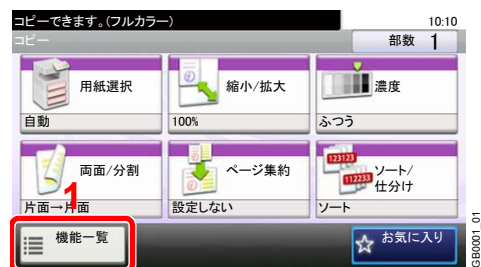 コピーできます。(フルカラー)
10:10
コピー
部数 1
用紙選択
縮小/拡大
濃度
自動
100%
ふつう
両面/分割
ページ集約
123123
112233
ソート/
仕分け
1
片面→片面
設定しない
ソート
機能一覧
お気に入り
GB0001_01